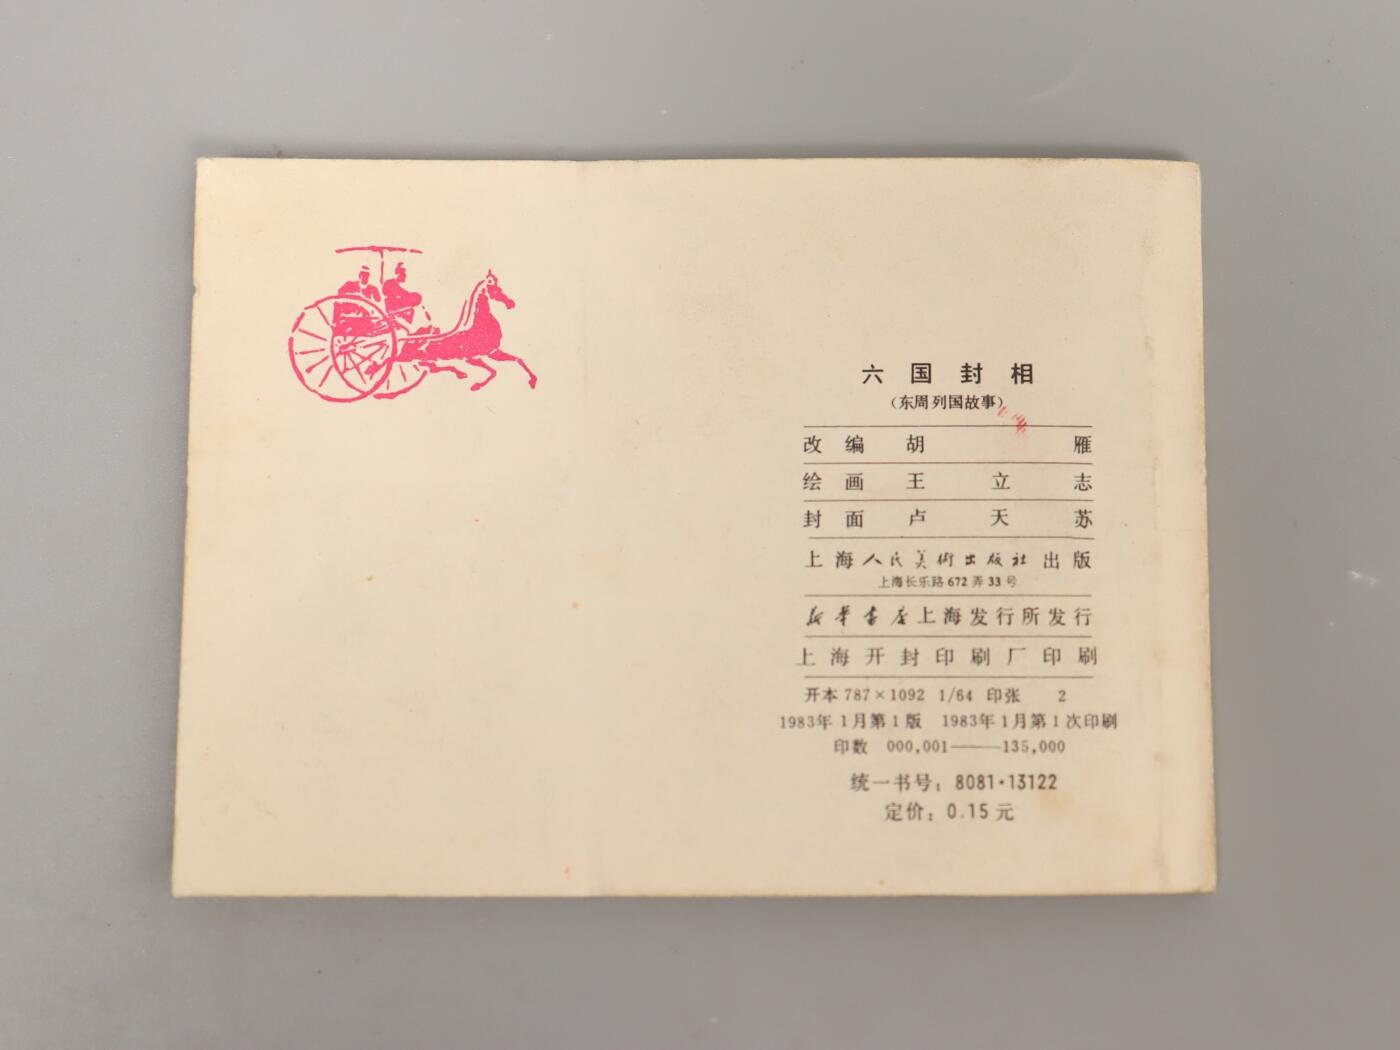 六国封相
（东周列国故事）
改编 胡雁
绘画 王立志
封面 卢天苏
上海人民美術出版社出版
上海长乐路672弄33号
新华书店上海发行所发行
上海开封印刷厂印刷
开本 787×1092 1/64 印张 2
1983年1月第1版 1983年1月第1次印刷
印数 000,001——135,000
统一书号：8081·13122
定价：0.15元